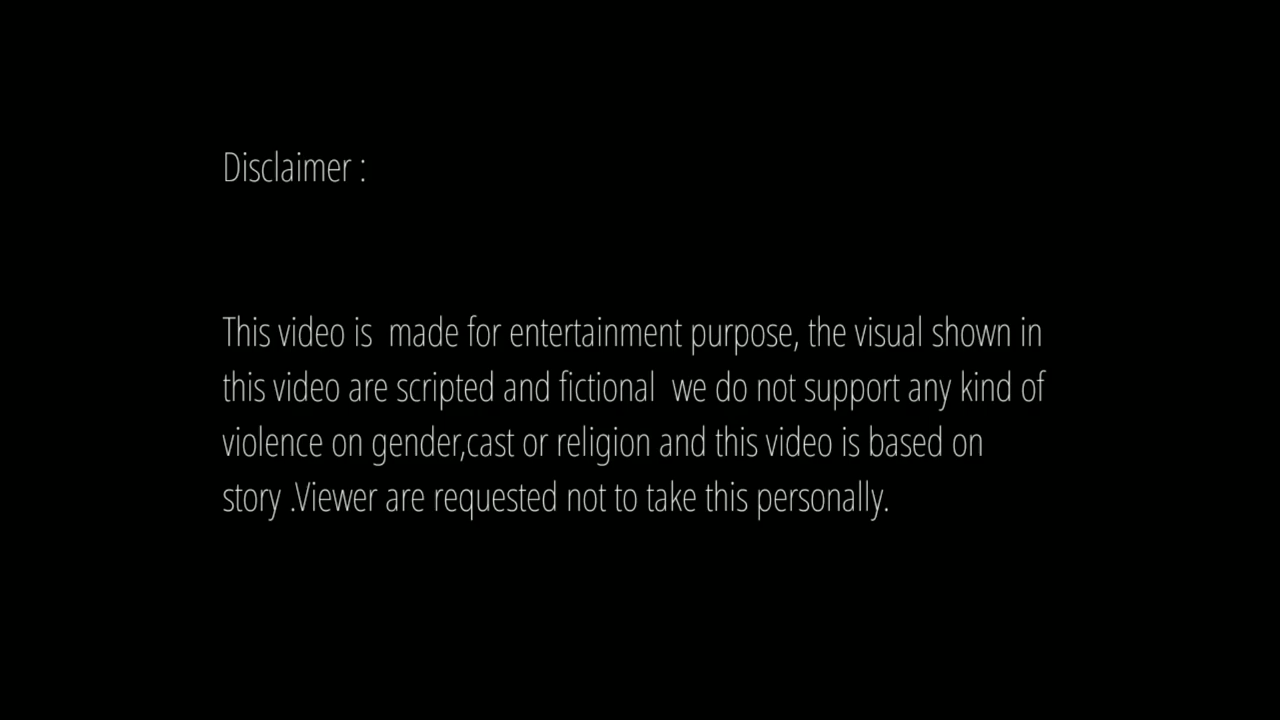 Disclaimer :
This video is  made for entertainment purpose, the visual shown in
this video are scripted and fictional  we do not support any kind of
violence on gender,cast or religion and this video is based on
story .Viewer are requested not to take this personally.